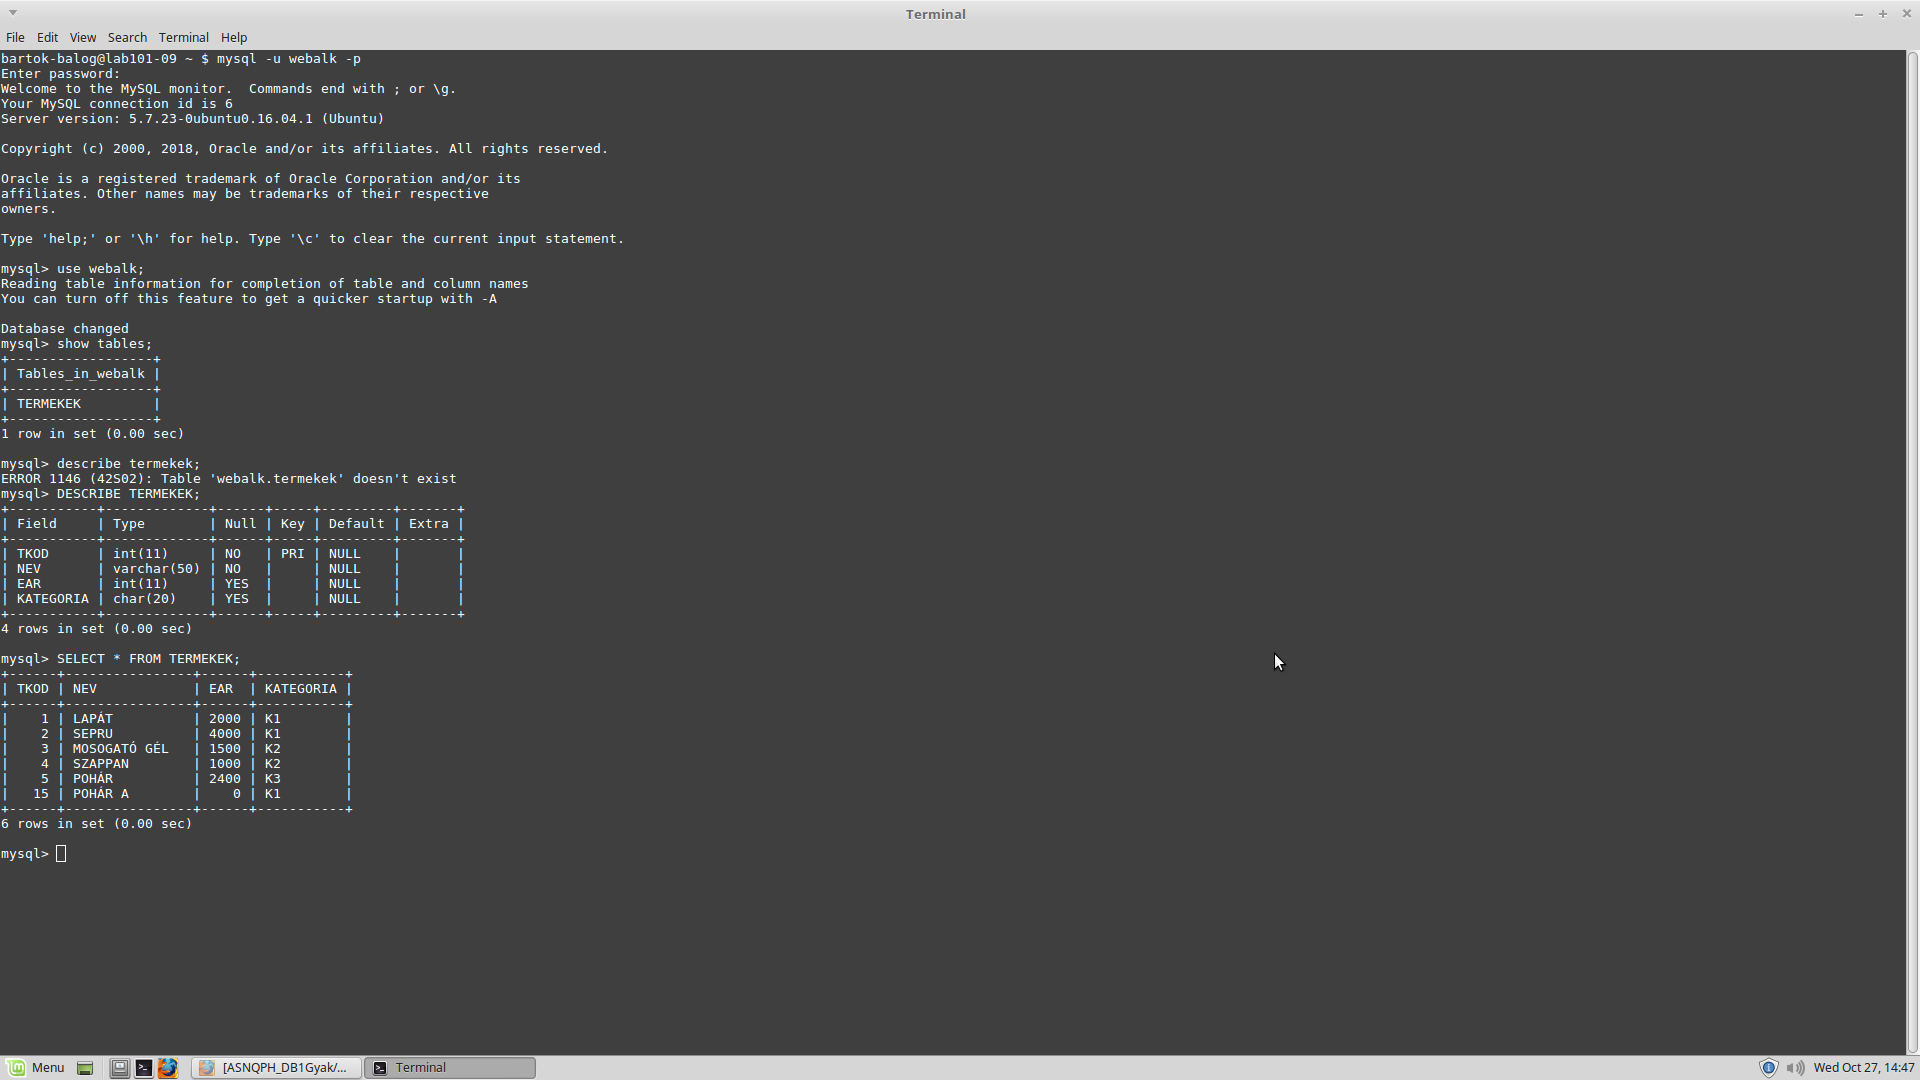 Terminal
File Edit View Search Terminal Help
bartok-balog@lab101-09 ~ $ mysql -u webalk -p
Enter password:
Welcome to the MySQL monitor.  Commands end with ; or \g.
Your MySQL connection id is 6
Server version: 5.7.23-0ubuntu0.16.04.1 (Ubuntu)

Copyright (c) 2000, 2018, Oracle and/or its affiliates. All rights reserved.

Oracle is a registered trademark of Oracle Corporation and/or its
affiliates. Other names may be trademarks of their respective
owners.

Type 'help;' or '\h' for help. Type '\c' to clear the current input statement.

mysql> use webalk;
Reading table information for completion of table and column names
You can turn off this feature to get a quicker startup with -A

Database changed
mysql> show tables;
+------------------+
| Tables_in_webalk |
+------------------+
| TERMEKEK         |
+------------------+
1 row in set (0.00 sec)

mysql> describe termekek;
ERROR 1146 (42S02): Table 'webalk.termekek' doesn't exist
mysql> DESCRIBE TERMEKEK;
+-----------+-------------+------+-----+---------+-------+
| Field     | Type        | Null | Key | Default | Extra |
+-----------+-------------+------+-----+---------+-------+
| TKOD      | int(11)     | NO   | PRI | NULL    |       |
| NEV       | varchar(50) | NO   |     | NULL    |       |
| EAR       | int(11)     | YES  |     | NULL    |       |
| KATEGORIA | char(20)    | YES  |     | NULL    |       |
+-----------+-------------+------+-----+---------+-------+
4 rows in set (0.00 sec)

mysql> SELECT * FROM TERMEKEK;
+------+----------------+------+-----------+
| TKOD | NEV            | EAR  | KATEGORIA |
+------+----------------+------+-----------+
|    1 | LAPÁT          | 2000 | K1        |
|    2 | SEPRU          | 4000 | K1        |
|    3 | MOSOGATÓ GÉL   | 1500 | K2        |
|    4 | SZAPPAN        | 1000 | K2        |
|    5 | POHÁR          | 2400 | K3        |
|   15 | POHÁR A        |    0 | K1        |
+------+----------------+------+-----------+
6 rows in set (0.00 sec)

mysql>
Menu [ASNQPH_DB1Gyak/... Terminal Wed Oct 27, 14:47